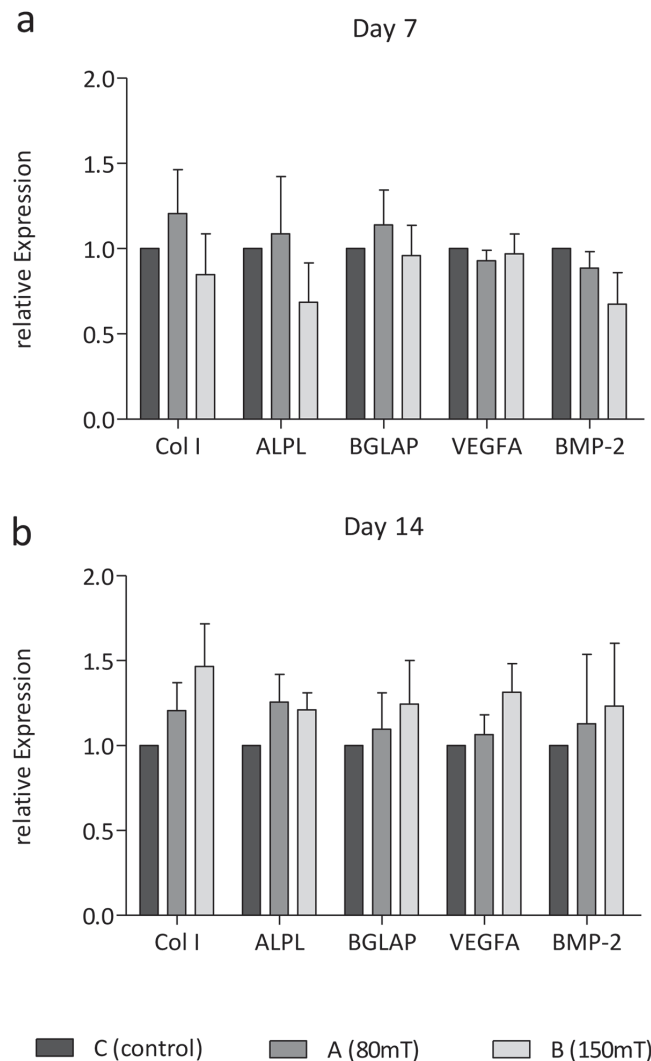 a
Day 7
relative Expression
2.0
1.5
1.0
0.5
0.0
Col I ALPL BGLAP VEGFA BMP-2
b
Day 14
relative Expression
2.0
1.5
1.0
0.5
0.0
Col I ALPL BGLAP VEGFA BMP-2
C (control) A (80mT) B (150mT)